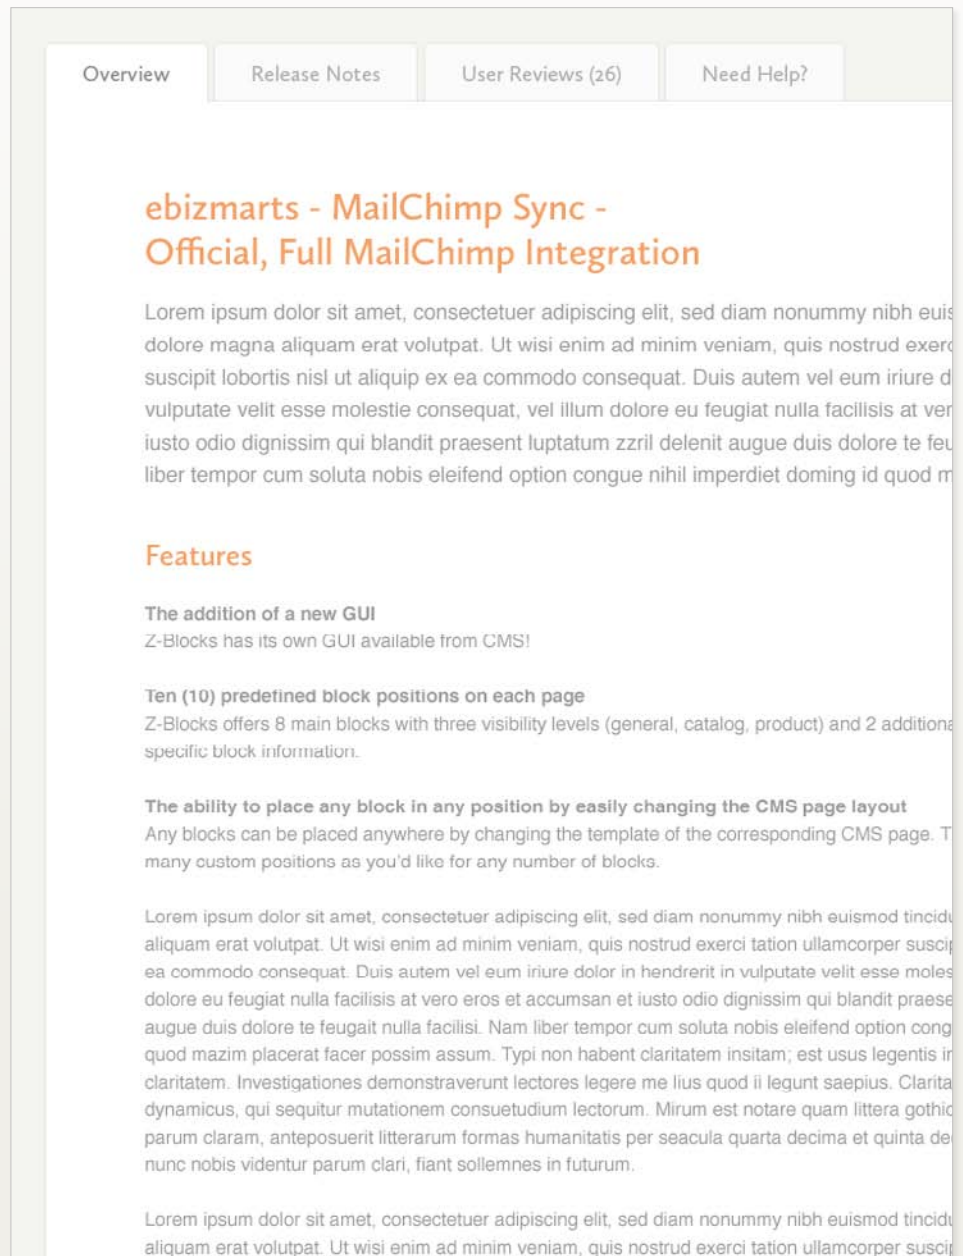 Overview
Release Notes
User Reviews (26)
Need Help?
ebizmarts - MailChimp Sync -
Official, Full MailChimp Integration
Lorem ipsum dolor sit amet, consectetuer adipiscing elit, sed diam nonummy nibh euis
dolore magna aliquam erat volutpat. Ut wisi enim ad minim veniam, quis nostrud exerc
suscipit lobortis nisl ut aliquip ex ea commodo consequat. Duis autem vel eum iriure d
vulputate velit esse molestie consequat, vel illum dolore eu feugiat nulla facilisis at ver
iusto odio dignissim qui blandit praesent luptatum zzril delenit augue duis dolore te feu
liber tempor cum soluta nobis eleifend option congue nihil imperdiet doming id quod m
Features
The addition of a new GUI
Z-Blocks has its own GUI available from CMS!
Ten (10) predefined block positions on each page
Z-Blocks offers 8 main blocks with three visibility levels (general, catalog, product) and 2 additiona
specific block information.
The ability to place any block in any position by easily changing the CMS page layout
Any blocks can be placed anywhere by changing the template of the corresponding CMS page. T
many custom positions as you'd like for any number of blocks.
Lorem ipsum dolor sit amet, consectetuer adipiscing elit, sed diam nonummy nibh euismod tincidu
aliquam erat volutpat. Ut wisi enim ad minim veniam, quis nostrud exerci tation ullamcorper suscip
ea commodo consequat. Duis autem vel eum iriure dolor in hendrerit in vulputate velit esse moles
dolore eu feugiat nulla facilisis at vero eros et accumsan et iusto odio dignissim qui blandit praese
augue duis dolore te feugait nulla facilisi. Nam liber tempor cum soluta nobis eleifend option cong
quod mazim placerat facer possim assum. Typi non habent claritatem insitam; est usus legentis in
claritatem. Investigationes demonstraverunt lectores legere me lius quod ii legunt saepius. Clarita
dynamicus, qui sequitur mutationem consuetudium lectorum. Mirum est notare quam littera gothic
parum claram, anteposuerit litterarum formas humanitatis per seacula quarta decima et quinta de
nunc nobis videntur parum clari, fiant sollemnes in futurum.
Lorem ipsum dolor sit amet, consectetuer adipiscing elit, sed diam nonummy nibh euismod tincidu
aliquam erat volutpat. Ut wisi enim ad minim veniam, quis nostrud exerci tation ullamcorper suscip